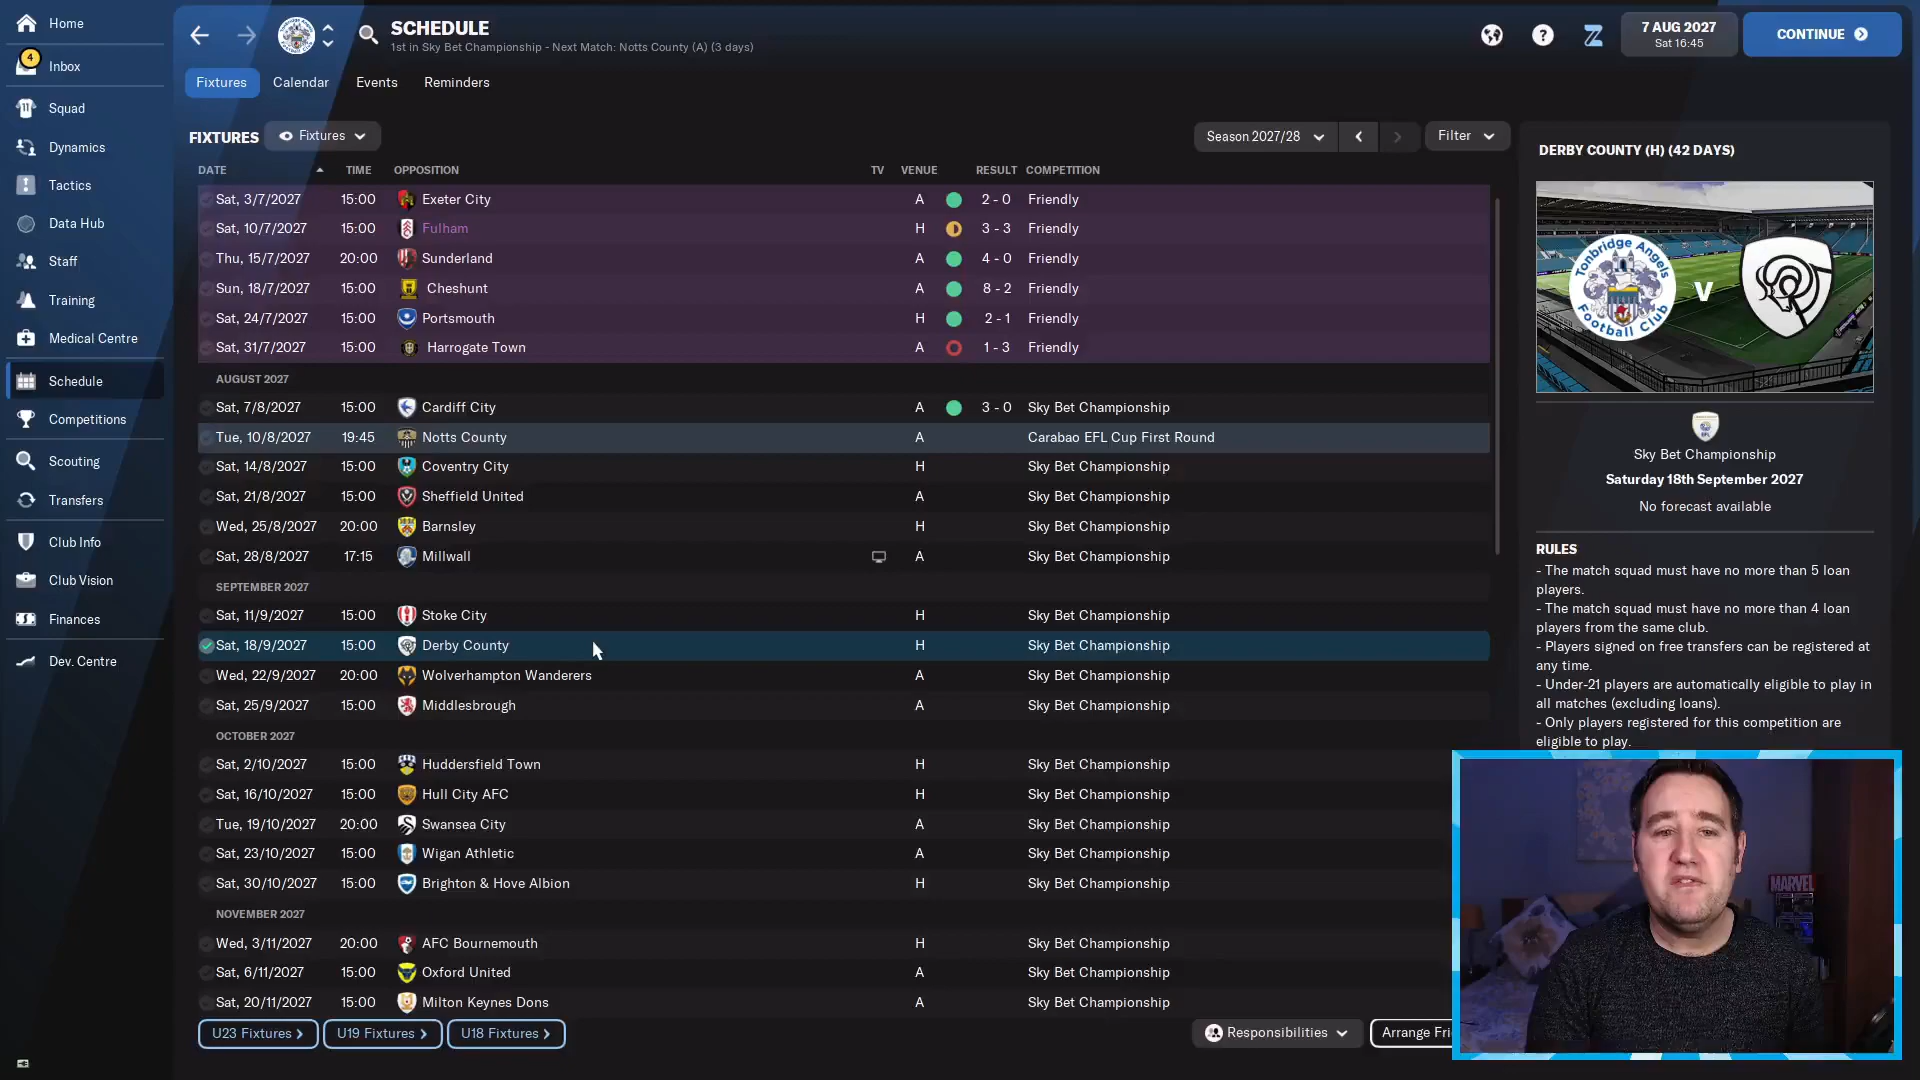 Home
4
Inbox
Squad
Dynamics
Tactics
Data Hub
Staff
Training
Medical Centre
Schedule
Competitions
Scouting
Transfers
Club Info
Club Vision
Finances
Dev. Centre
SCHEDULE
1st in Sky Bet Championship - Next Match: Notts County (A) (3 days)
7 AUG 2027
Sat 16:45
CONTINUE
Fixtures Calendar Events Reminders
FIXTURES Fixtures Season 2027/28 Filter
DATE TIME OPPOSITION TV VENUE RESULT COMPETITION
Sat, 3/7/2027 15:00 Exeter City A 2 - 0 Friendly
Sat, 10/7/2027 15:00 Fulham H 3 - 3 Friendly
Thu, 15/7/2027 20:00 Sunderland A 4 - 0 Friendly
Sun, 18/7/2027 15:00 Cheshunt A 8 - 2 Friendly
Sat, 24/7/2027 15:00 Portsmouth H 2 - 1 Friendly
Sat, 31/7/2027 15:00 Harrogate Town A 1 - 3 Friendly
AUGUST 2027
Sat, 7/8/2027 15:00 Cardiff City A 3 - 0 Sky Bet Championship
Tue, 10/8/2027 19:45 Notts County A Carabao EFL Cup First Round
Sat, 14/8/2027 15:00 Coventry City H Sky Bet Championship
Sat, 21/8/2027 15:00 Sheffield United A Sky Bet Championship
Wed, 25/8/2027 20:00 Barnsley H Sky Bet Championship
Sat, 28/8/2027 17:15 Millwall A Sky Bet Championship
SEPTEMBER 2027
Sat, 11/9/2027 15:00 Stoke City H Sky Bet Championship
Sat, 18/9/2027 15:00 Derby County H Sky Bet Championship
Wed, 22/9/2027 20:00 Wolverhampton Wanderers A Sky Bet Championship
Sat, 25/9/2027 15:00 Middlesbrough A Sky Bet Championship
OCTOBER 2027
Sat, 2/10/2027 15:00 Huddersfield Town H Sky Bet Championship
Sat, 16/10/2027 15:00 Hull City AFC H Sky Bet Championship
Tue, 19/10/2027 20:00 Swansea City A Sky Bet Championship
Sat, 23/10/2027 15:00 Wigan Athletic A Sky Bet Championship
Sat, 30/10/2027 15:00 Brighton & Hove Albion H Sky Bet Championship
NOVEMBER 2027
Wed, 3/11/2027 20:00 AFC Bournemouth H Sky Bet Championship
Sat, 6/11/2027 15:00 Oxford United A Sky Bet Championship
Sat, 20/11/2027 15:00 Milton Keynes Dons A Sky Bet Championship
U23 Fixtures U19 Fixtures U18 Fixtures Responsibilities Arrange Fri
DERBY COUNTY (H) (42 DAYS)
Tonbridge Angels
V
Football Club
EFL
Sky Bet Championship
Saturday 18th September 2027
No forecast available
RULES
- The match squad must have no more than 5 loan
players.
- The match squad must have no more than 4 loan
players from the same club.
- Players signed on free transfers can be registered at
any time.
- Under-21 players are automatically eligible to play in
all matches (excluding loans).
- Only players registered for this competition are
eligible to play.
MARVEL